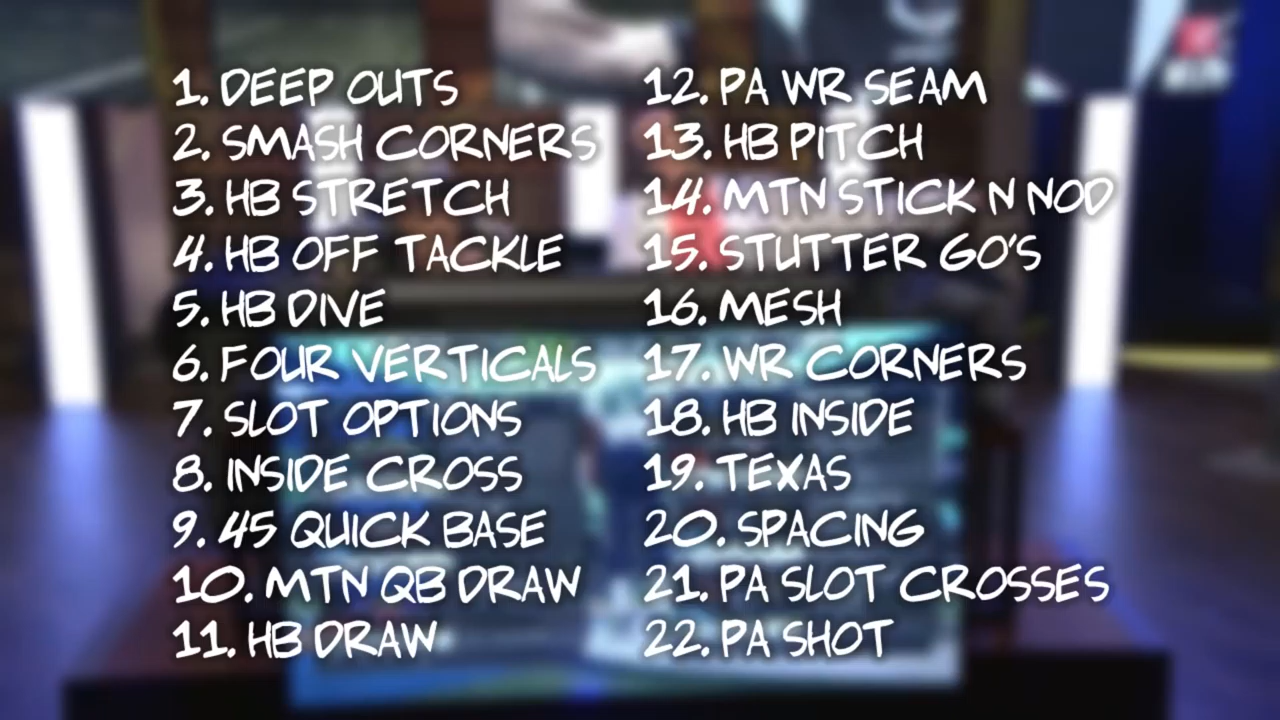 1. DEEP OUTS
2. SMASH CORNERS
3. HB STRETCH
4. HB OFF TACKLE
5. HB DIVE
6. FOUR VERTICALS
7. SLOT OPTIONS
8. INSIDE CROSS
9. 45 QUICK BASE
10. MTN QB DRAW
11. HB DRAW
12. PA WR SEAM
13. HB PITCH
14. MTN STICK N NOD
15. STUTTER GO'S
16. MESH
17. WR CORNERS
18. HB INSIDE
19. TEXAS
20. SPACING
21. PA SLOT CROSSES
22. PA SHOT